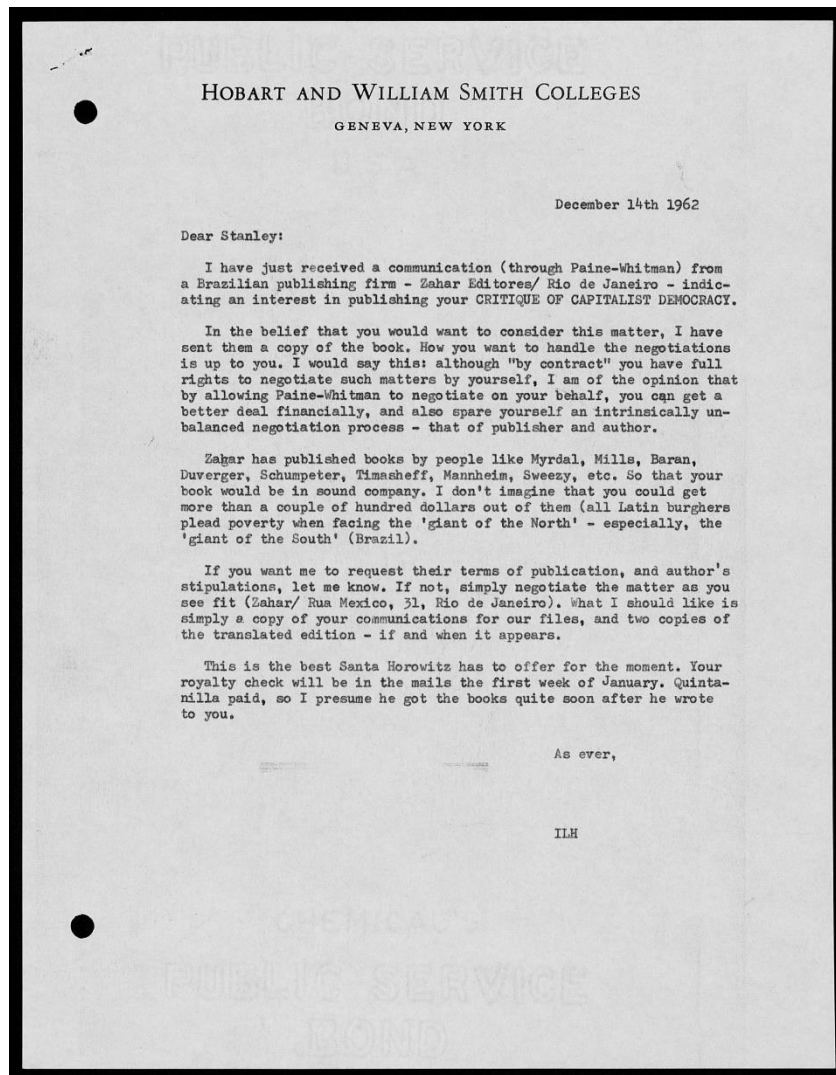 HOBART AND WILLIAM SMITH COLLEGES
GENEVA, NEW YORK
December 14th 1962
Dear Stanley:
I have just received a communication (through Paine-Whitman) from
a Brazilian publishing firm - Zahar Editores/ Rio de Janeiro - indic-
ating an interest in publishing your CRITIQUE OF CAPITALIST DEMOCRACY.
In the belief that you would want to consider this matter, I have
sent them a copy of the book. How you want to handle the negotiations
is up to you. I would say this: although "by contract" you have full
rights to negotiate such matters by yourself, I am of the opinion that
by allowing Paine-Whitman to negotiate on your behalf, you can get a
better deal financially, and also spare yourself an intrinsically un-
balanced negotiation process - that of publisher and author.
Zahar has published books by people like Myrdal, Mills, Baran,
Duverger, Schumpeter, Timasheff, Mannheim, Sweezy, etc. So that your
book would be in sound company. I don't imagine that you could get
more than a couple of hundred dollars out of them (all Latin burghers
plead poverty when facing the 'giant of the North' - especially, the
'giant of the South' (Brazil).
If you want me to request their terms of publication, and author's
stipulations, let me know. If not, simply negotiate the matter as you
see fit (Zahar/ Rua Mexico, 31, Rio de Janeiro). What I should like is
simply a copy of your communications for our files, and two copies of
the translated edition - if and when it appears.
This is the best Santa Horowitz has to offer for the moment. Your
royalty check will be in the mails the first week of January. Quinta-
nilla paid, so I presume he got the books quite soon after he wrote
to you.
As ever,
ILH
CHEMICAL'S
PUBLIC SERVICE
BOND